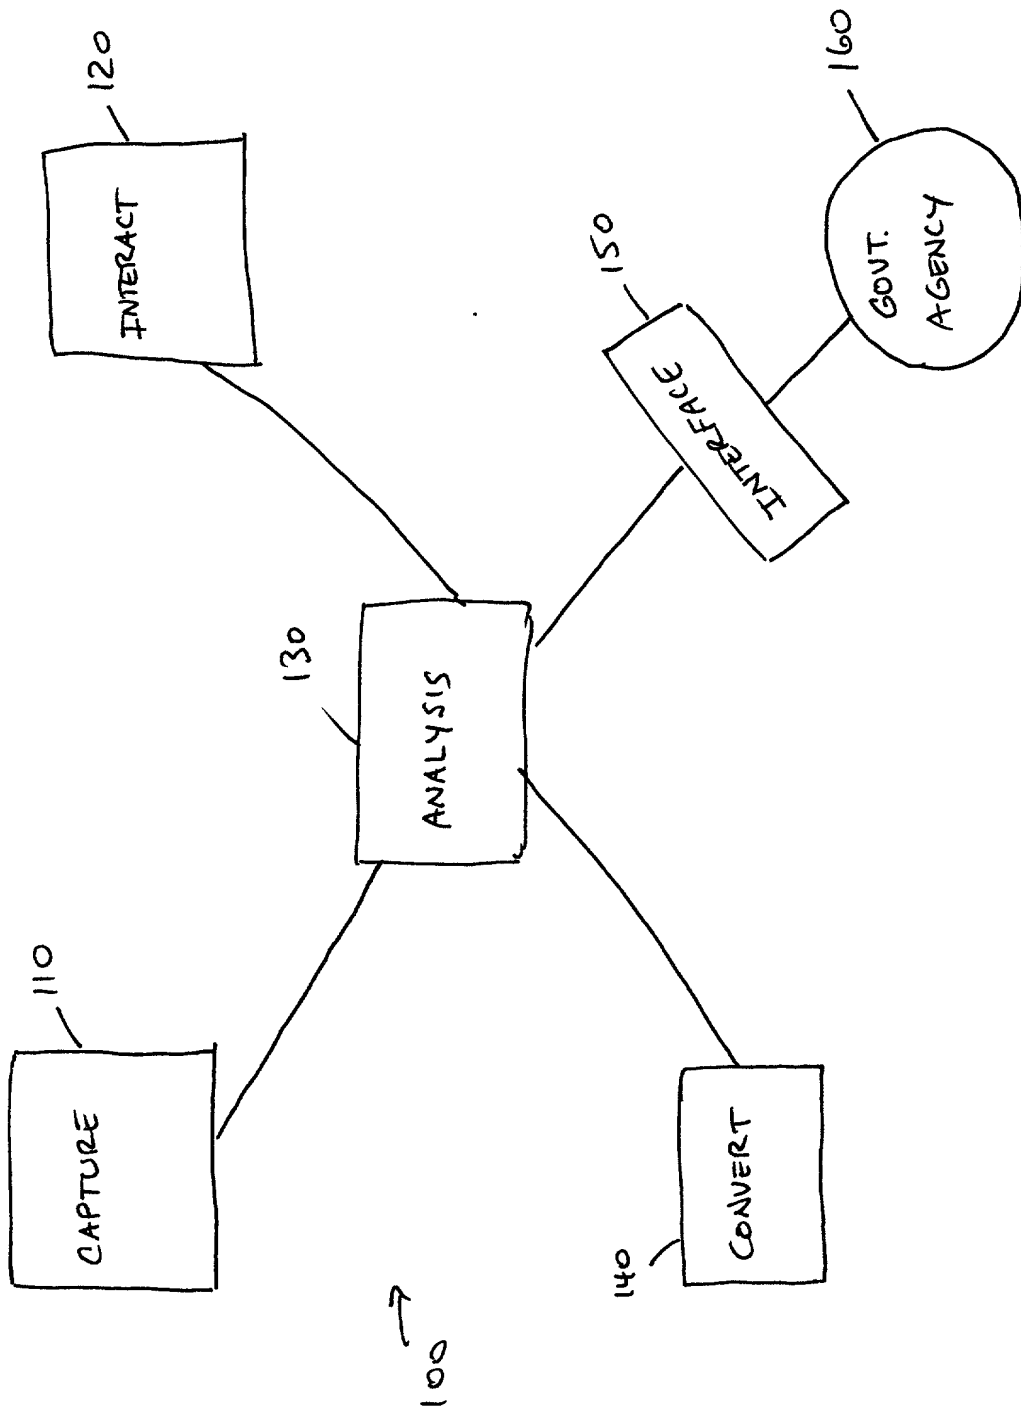 110
CAPTURE
120
INTERACT
130
ANALYSIS
100
140
CONVERT
150
INTERFACE
160
GOVT.
AGENCY